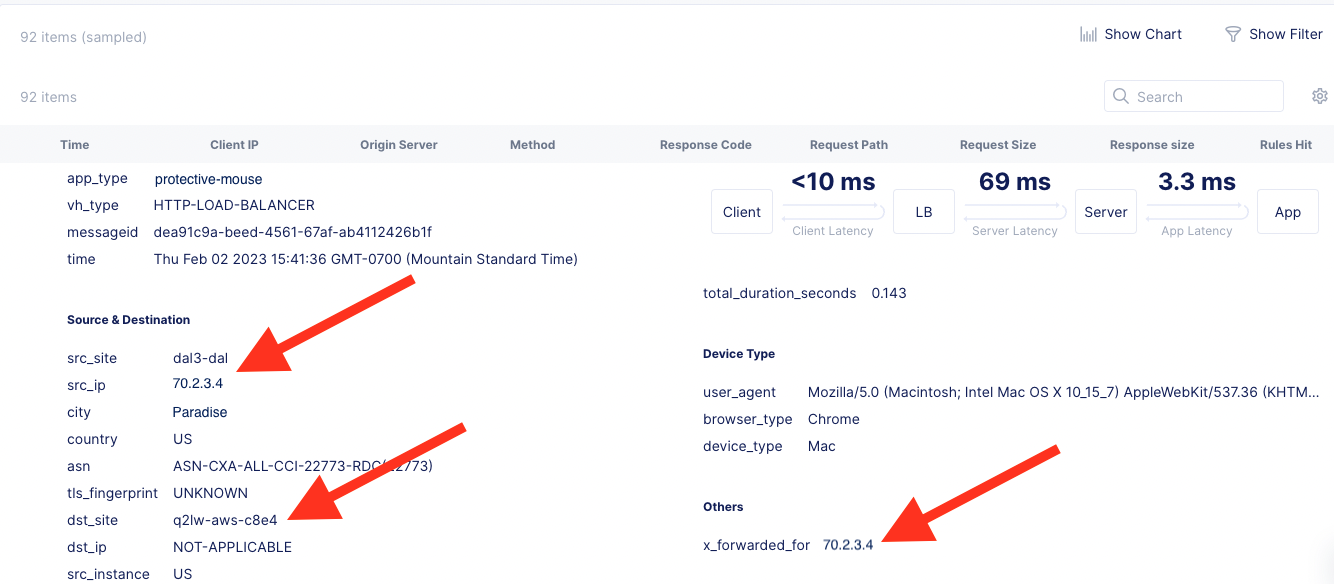 92 items (sampled)
Show Chart Show Filter
92 items
Search
Time Client IP Origin Server Method Response Code Request Path Request Size Response size Rules Hit
app_type protective-mouse
vh_type HTTP-LOAD-BALANCER
messageid dea91c9a-beed-4561-67af-ab4112426b1f
time Thu Feb 02 2023 15:41:36 GMT-0700 (Mountain Standard Time)
<10 ms 69 ms 3.3 ms
Client LB Server App
Client Latency Server Latency App Latency
total_duration_seconds 0.143
Source & Destination
src_site dal3-dal
src_ip 70.2.3.4
city Paradise
country US
asn ASN-CXA-ALL-CCI-22773-RDC(22773)
tls_fingerprint UNKNOWN
dst_site q2lw-aws-c8e4
dst_ip NOT-APPLICABLE
src_instance US
Device Type
user_agent Mozilla/5.0 (Macintosh; Intel Mac OS X 10_15_7) AppleWebKit/537.36 (KHTM...
browser_type Chrome
device_type Mac
Others
x_forwarded_for 70.2.3.4